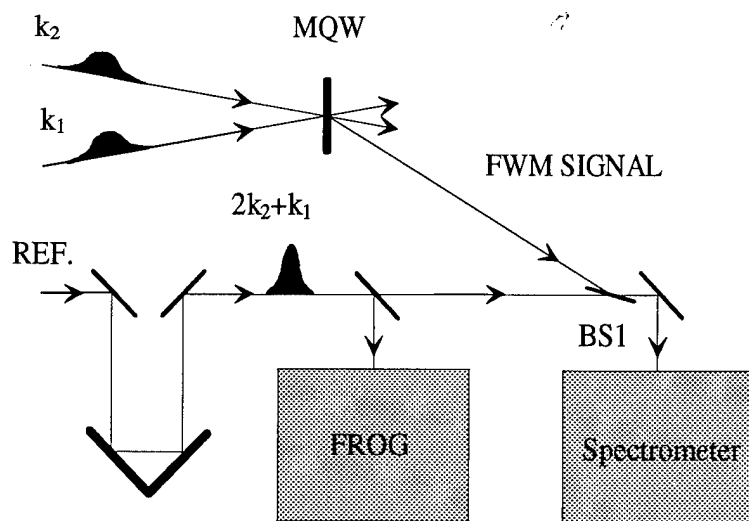 k₂
MQW
k₁
FWM SIGNAL
2k₂+k₁
REF.
BS1
FROG
Spectrometer